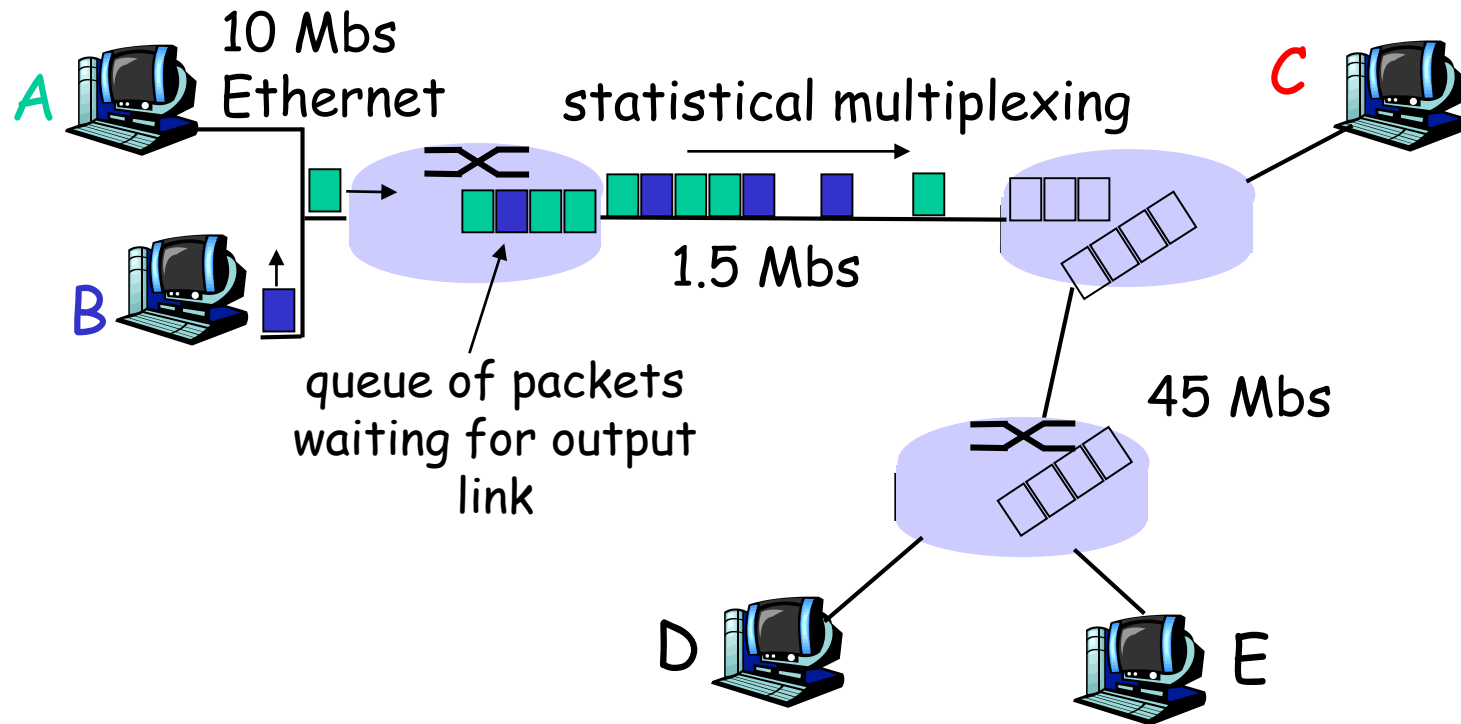 10 Mbs
Ethernet
A
statistical multiplexing
C
B
1.5 Mbs
queue of packets
waiting for output
link
45 Mbs
D
E